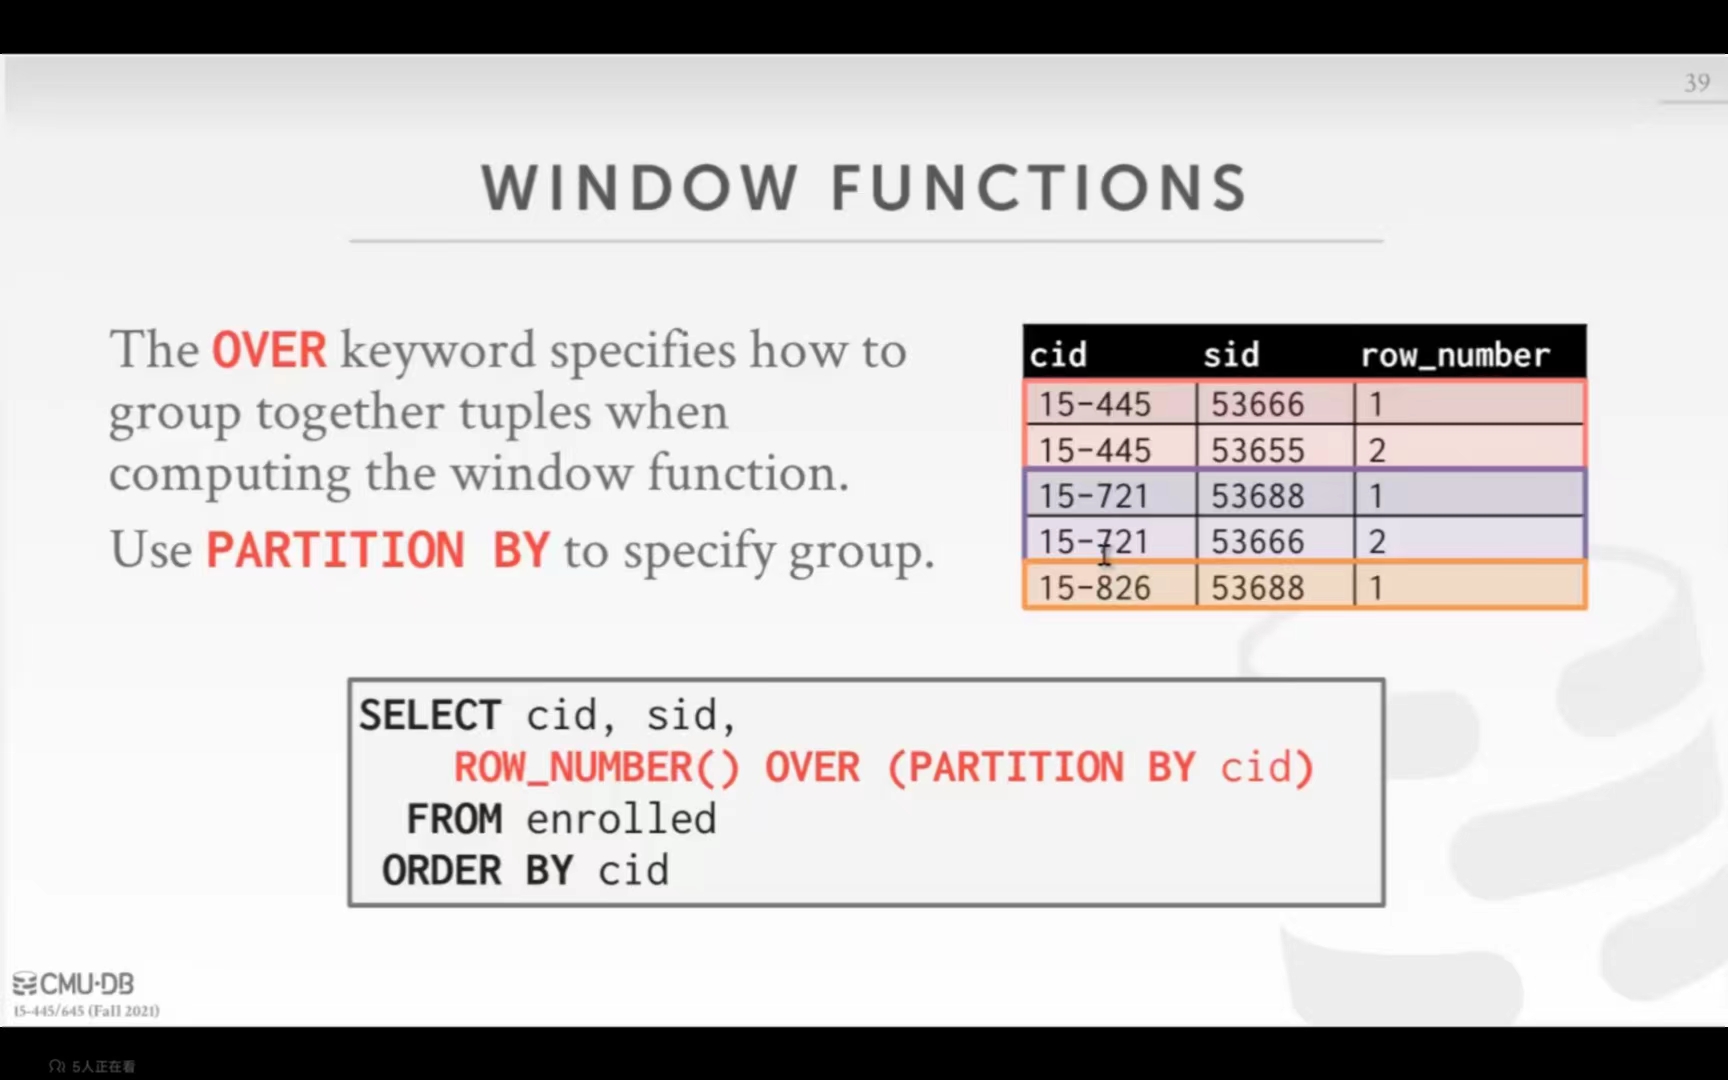 39
WINDOW FUNCTIONS
The OVER keyword specifies how to
group together tuples when
computing the window function.
Use PARTITION BY to specify group.
cid sid row_number
15-445 53666 1
15-445 53655 2
15-721 53688 1
15-721 53666 2
15-826 53688 1
SELECT cid, sid,
ROW_NUMBER() OVER (PARTITION BY cid)
FROM enrolled
ORDER BY cid
CMU·DB
15-445/645 (Fall 2021)
5人正在看